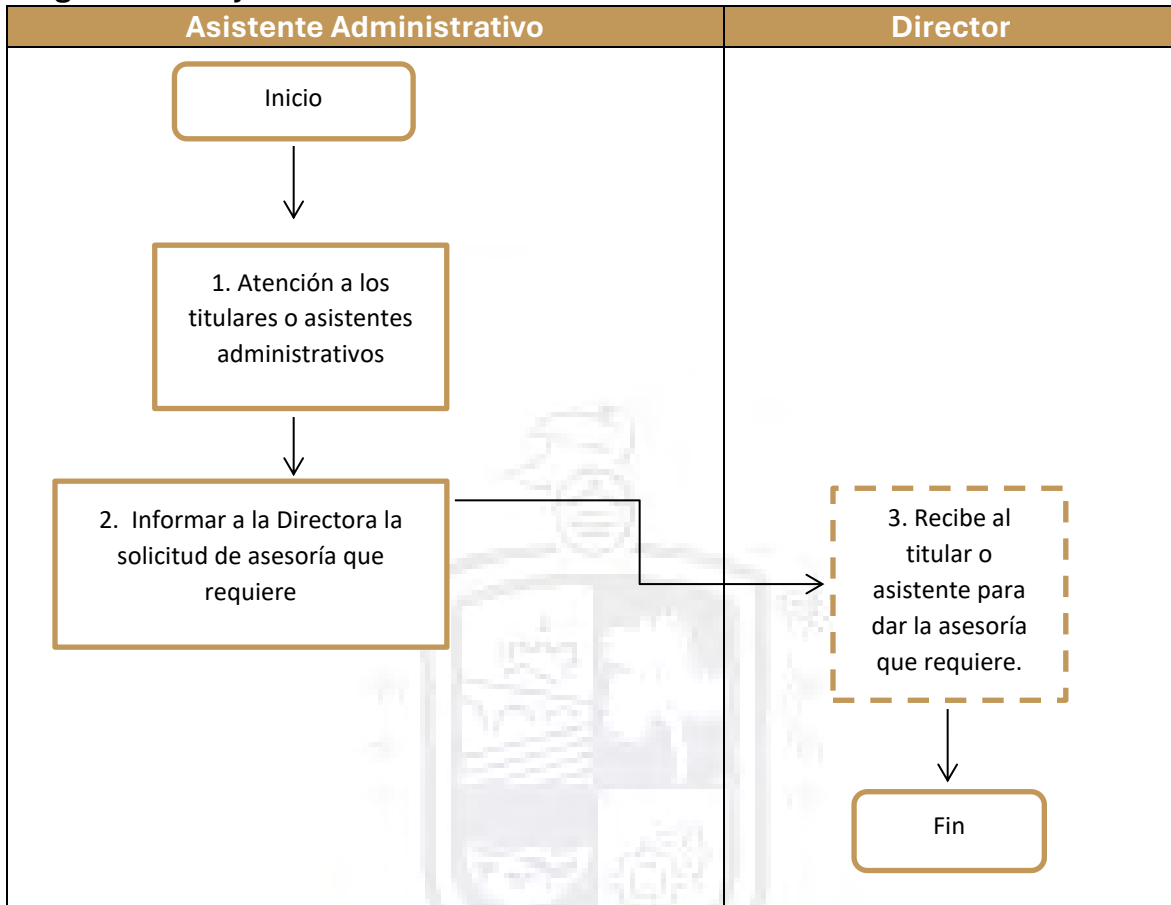 Asistente Administrativo
Director
Inicio
1. Atención a los
titulares o asistentes
administrativos
2. Informar a la Directora la
solicitud de asesoría que
requiere
3. Recibe al
titular o
asistente para
dar la asesoría
que requiere.
Fin